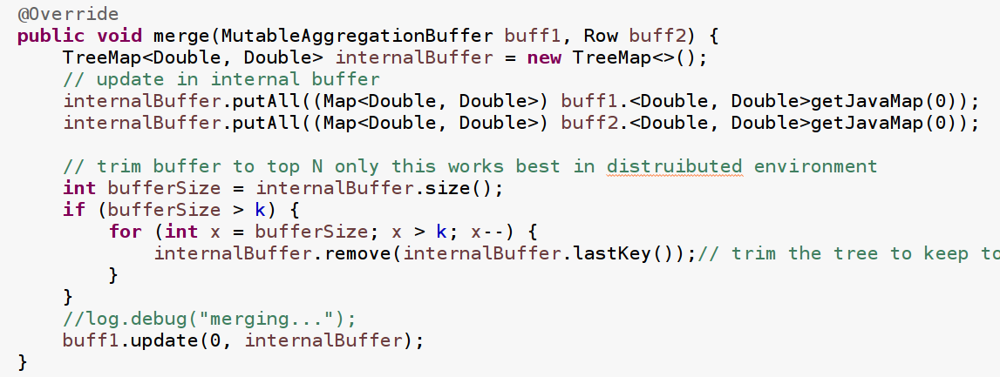 @Override
public void merge(MutableAggregationBuffer buff1, Row buff2) {
    TreeMap<Double, Double> internalBuffer = new TreeMap<>();
    // update in internal buffer
    internalBuffer.putAll((Map<Double, Double>) buff1.<Double, Double>getJavaMap(0));
    internalBuffer.putAll((Map<Double, Double>) buff2.<Double, Double>getJavaMap(0));

    // trim buffer to top N only this works best in distruibuted environment
    int bufferSize = internalBuffer.size();
    if (bufferSize > k) {
        for (int x = bufferSize; x > k; x--) {
            internalBuffer.remove(internalBuffer.lastKey());// trim the tree to keep to
        }
    }
    //log.debug("merging...");
    buff1.update(0, internalBuffer);
}